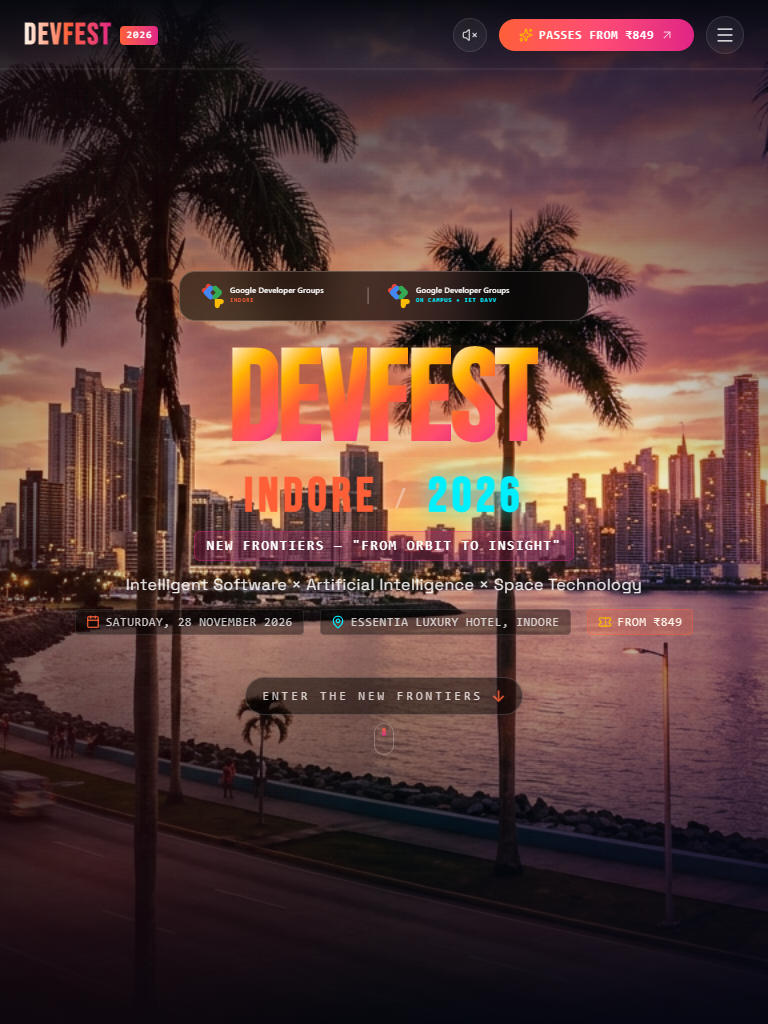 DEVFEST 2026
PASSES FROM ₹849
Google Developer Groups
INDORE
Google Developer Groups
ON CAMPUS • IET DAVV
DEVFEST
INDORE / 2026
NEW FRONTIERS — "FROM ORBIT TO INSIGHT"
Intelligent Software × Artificial Intelligence × Space Technology
SATURDAY, 28 NOVEMBER 2026
ESSENTIA LUXURY HOTEL, INDORE
FROM ₹849
ENTER THE NEW FRONTIERS